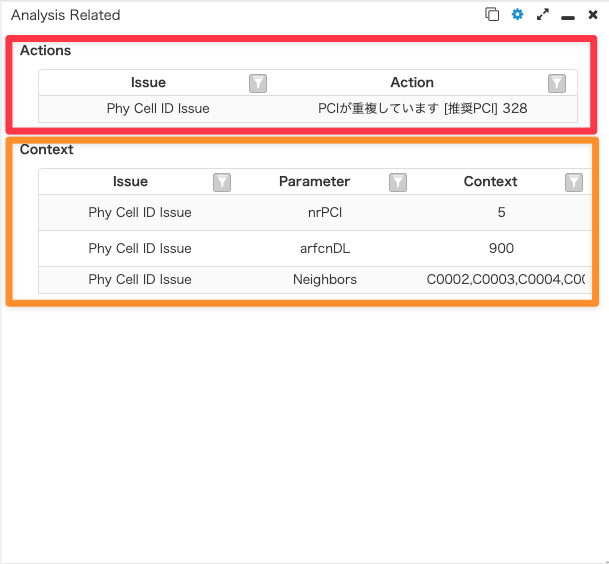 Analysis Related
Actions
Issue Action
Phy Cell ID Issue PCIが重複しています [推奨PCI] 328
Context
Issue Parameter Context
Phy Cell ID Issue nrPCI 5
Phy Cell ID Issue arfcnDL 900
Phy Cell ID Issue Neighbors C0002,C0003,C0004,C00